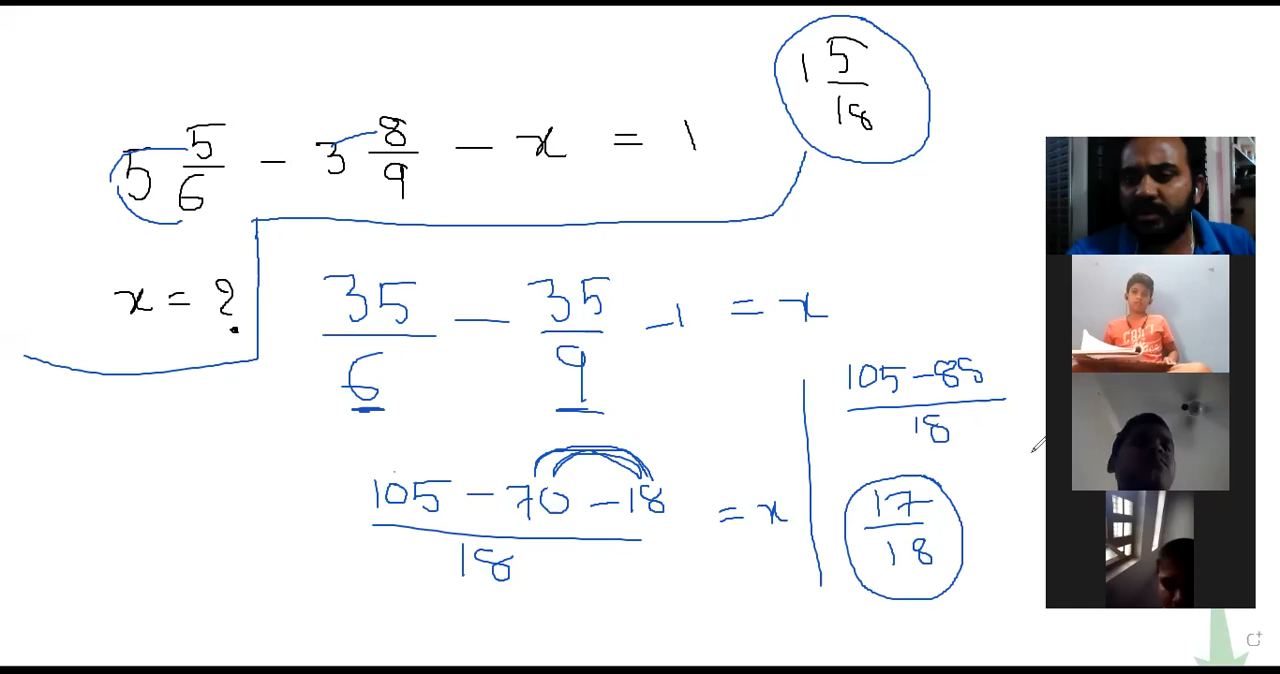 5 5/6 - 3 8/9 - x = 1
1 5/18
x = ?
35/6 - 35/9 - 1 = x
(105 - 70 - 18)/18 = x
(105 - 88)/18
17/18